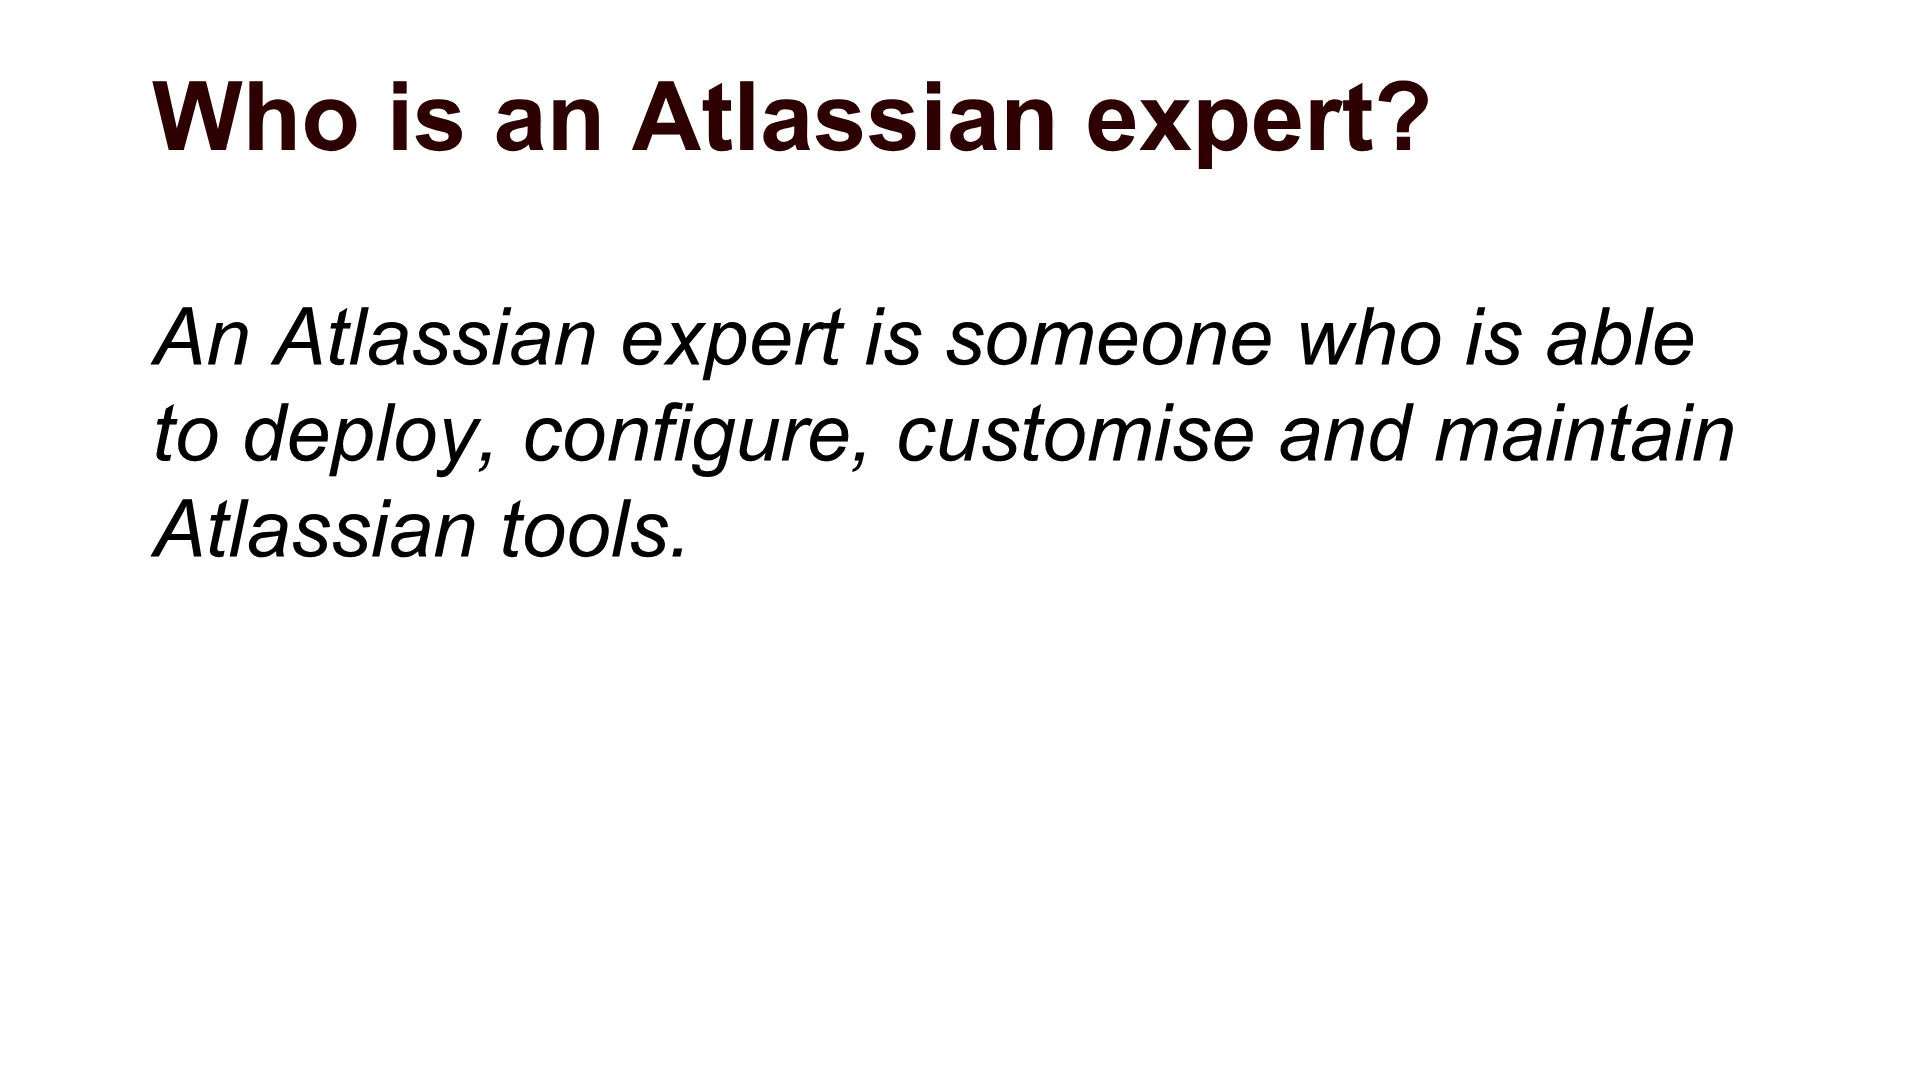 Who is an Atlassian expert?
An Atlassian expert is someone who is able
to deploy, configure, customise and maintain
Atlassian tools.